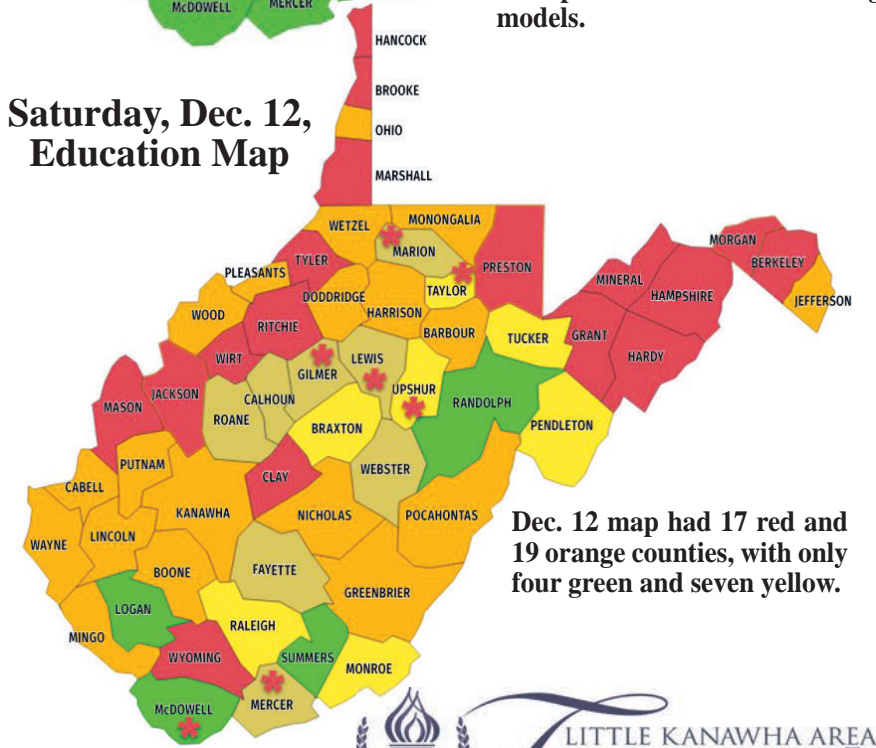 McDOWELL
MERCER
models.
Saturday, Dec. 12,
Education Map
HANCOCK
BROOKE
OHIO
MARSHALL
WETZEL
MONONGALIA
MARION
TYLER
PRESTON
MORGAN
BERKELEY
PLEASANTS
TAYLOR
MINERAL
HAMPSHIRE
JEFFERSON
WOOD
DODDRIDGE
HARRISON
RITCHIE
BARBOUR
TUCKER
GRANT
WIRT
LEWIS
HARDY
GILMER
UPSHUR
MASON
JACKSON
CALHOUN
RANDOLPH
ROANE
BRAXTON
PENDLETON
PUTNAM
WEBSTER
CLAY
CABELL
KANAWHA
NICHOLAS
POCAHONTAS
WAYNE
LINCOLN
BOONE
FAYETTE
GREENBRIER
LOGAN
RALEIGH
MINGO
WYOMING
SUMMERS
MONROE
McDOWELL
MERCER
Dec. 12 map had 17 red and
19 orange counties, with only
four green and seven yellow.
LITTLE KANAWHA AREA